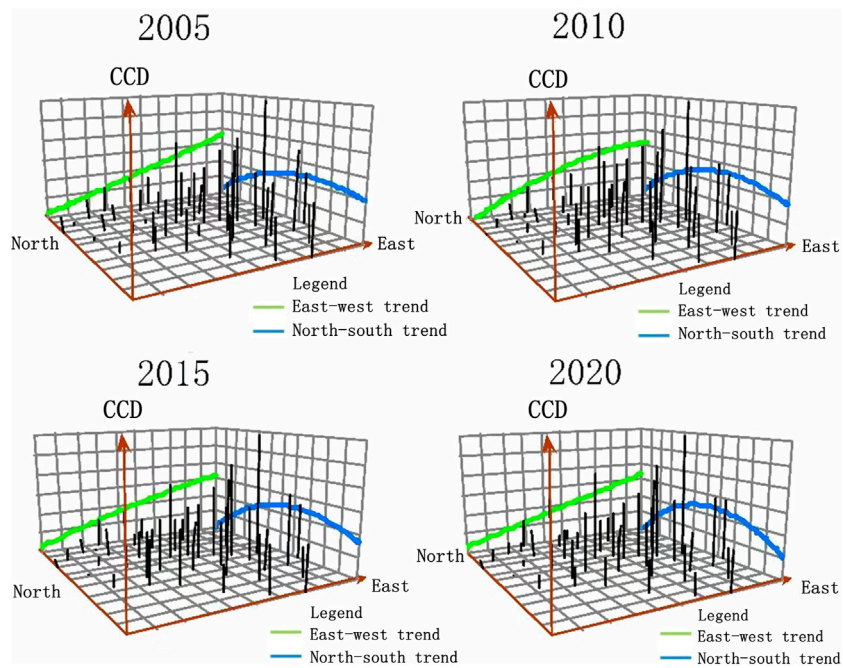 2005
CCD
North
East
Legend
East-west trend
North-south trend
2010
CCD
North
East
Legend
East-west trend
North-south trend
2015
CCD
North
East
Legend
East-west trend
North-south trend
2020
CCD
North
East
Legend
East-west trend
North-south trend